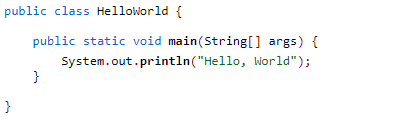 public class HelloWorld {
    public static void main(String[] args) {
        System.out.println("Hello, World");
    }
}